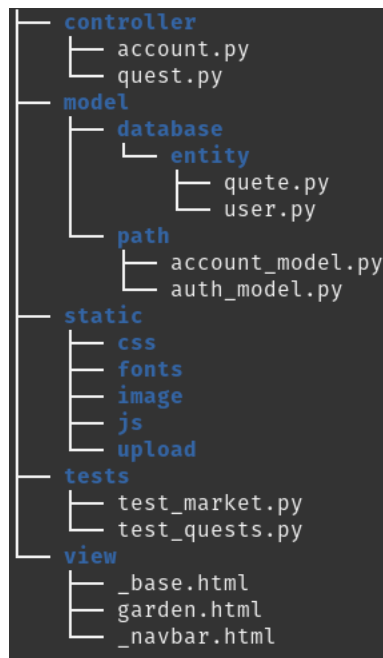 controller
account.py
quest.py
model
database
entity
quete.py
user.py
path
account_model.py
auth_model.py
static
css
fonts
image
js
upload
tests
test_market.py
test_quests.py
view
_base.html
garden.html
_navbar.html